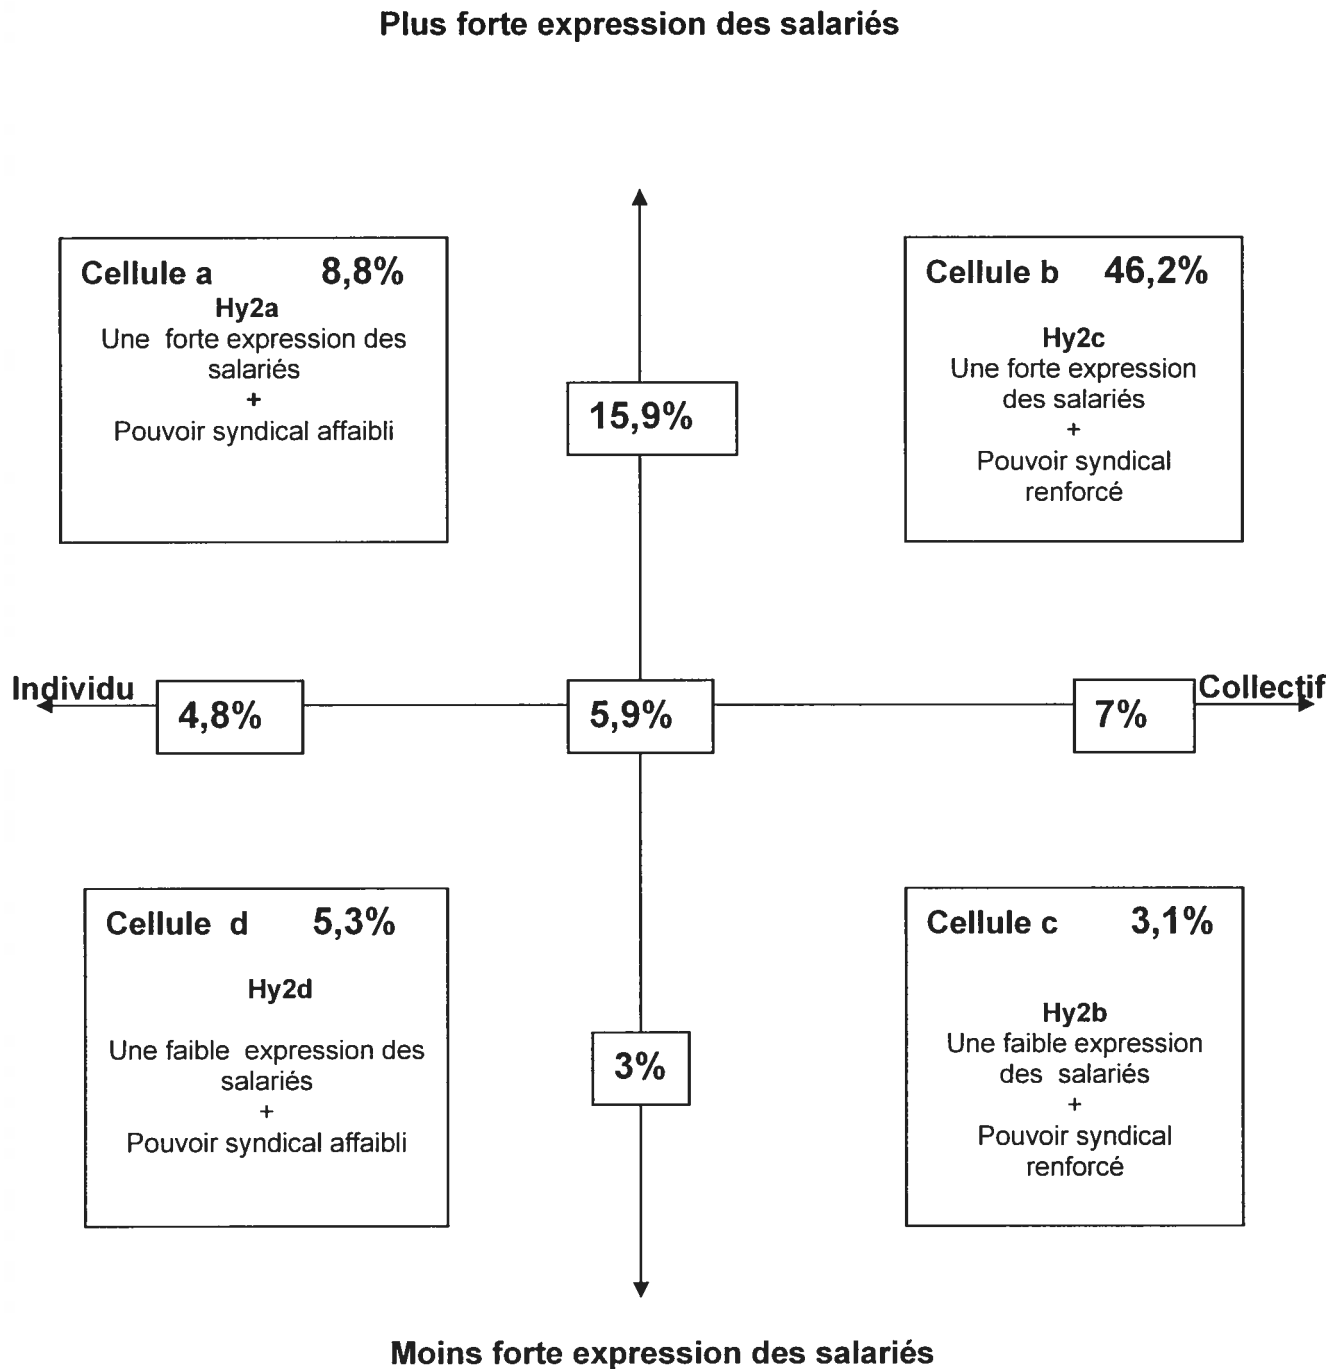 Plus forte expression des salariés
Cellule a 8,8%
Hy2a
Une forte expression des
salariés
+
Pouvoir syndical affaibli
Cellule b 46,2%
Hy2c
Une forte expression
des salariés
+
Pouvoir syndical
renforcé
15,9%
Individu
4,8%
5,9%
7%
Collectif
Cellule d 5,3%
Hy2d
Une faible expression des
salariés
+
Pouvoir syndical affaibli
Cellule c 3,1%
Hy2b
Une faible expression
des salariés
+
Pouvoir syndical
renforcé
3%
Moins forte expression des salariés